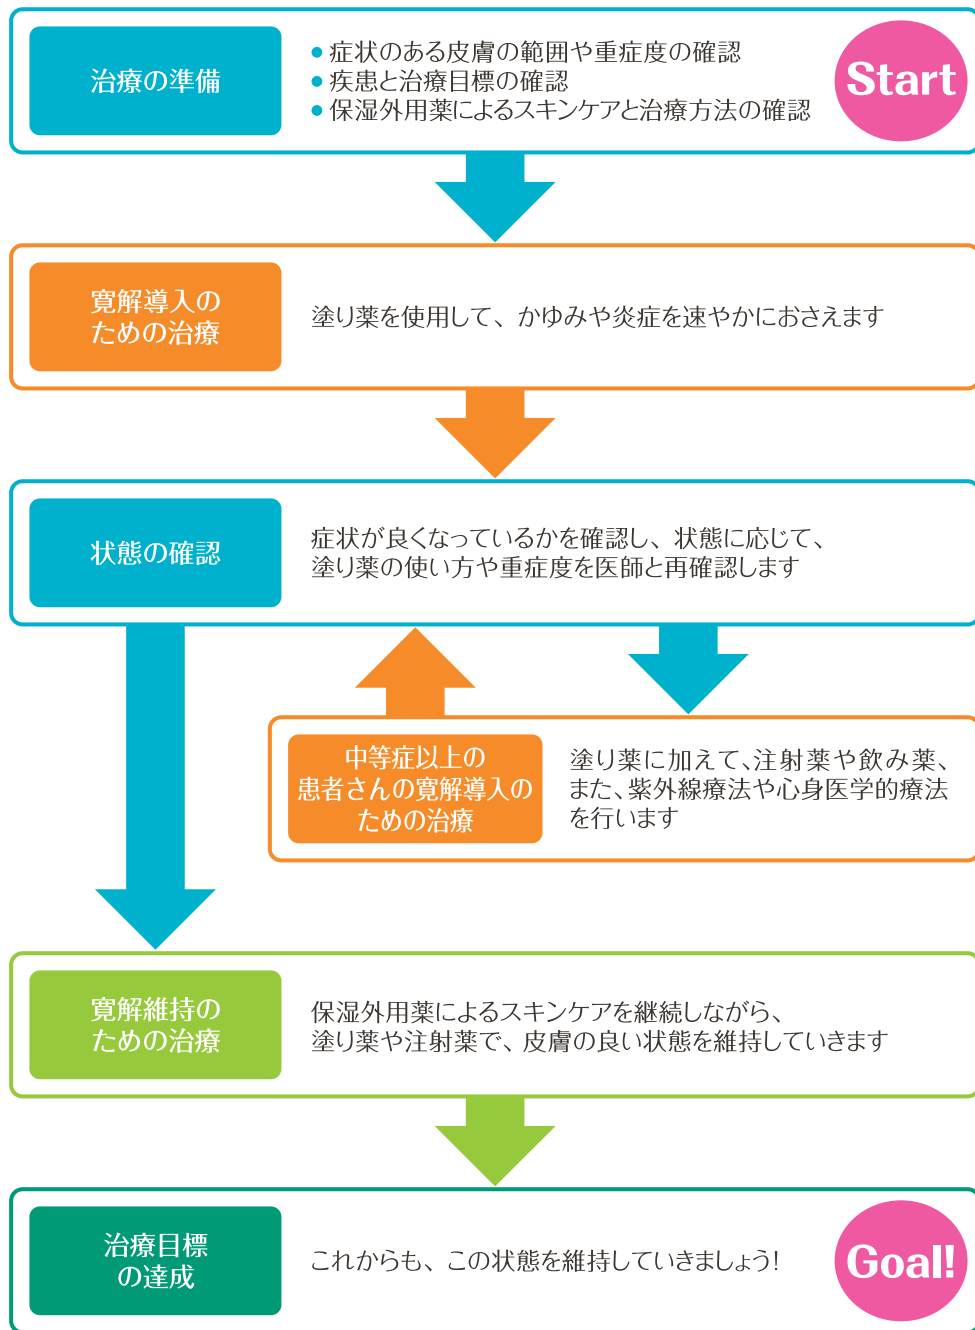 治療の準備
● 症状のある皮膚の範囲や重症度の確認
● 疾患と治療目標の確認
● 保湿外用薬によるスキンケアと治療方法の確認
Start
寛解導入の
ための治療
塗り薬を使用して、かゆみや炎症を速やかにおさえます
状態の確認
症状が良くなっているかを確認し、状態に応じて、
塗り薬の使い方や重症度を医師と再確認します
中等症以上の
患者さんの寛解導入の
ための治療
塗り薬に加えて、注射薬や飲み薬、
また、紫外線療法や心身医学的療法
を行います
寛解維持の
ための治療
保湿外用薬によるスキンケアを継続しながら、
塗り薬や注射薬で、皮膚の良い状態を維持していきます
治療目標
の達成
これからも、この状態を維持していきましょう!
Goal!